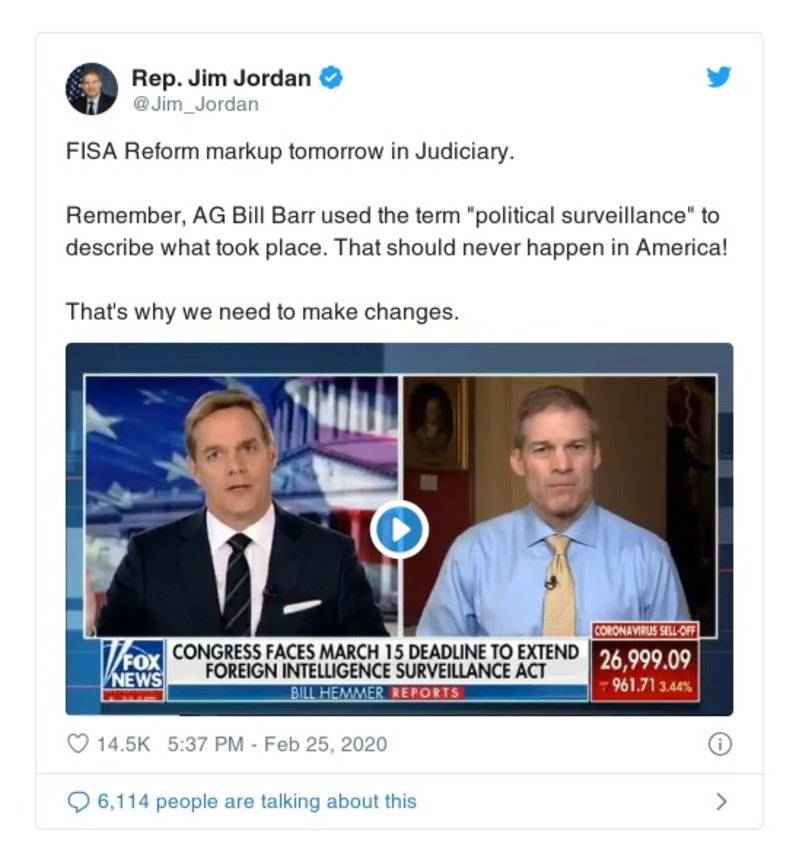 Rep. Jim Jordan
@Jim_Jordan
FISA Reform markup tomorrow in Judiciary.
Remember, AG Bill Barr used the term "political surveillance" to
describe what took place. That should never happen in America!
That's why we need to make changes.
CORONAVIRUS SELL-OFF
FOX
NEWS
CONGRESS FACES MARCH 15 DEADLINE TO EXTEND
FOREIGN INTELLIGENCE SURVEILLANCE ACT
BILL HEMMER REPORTS
26,999.09
961.71 3.44%
14.5K 5:37 PM - Feb 25, 2020
6,114 people are talking about this